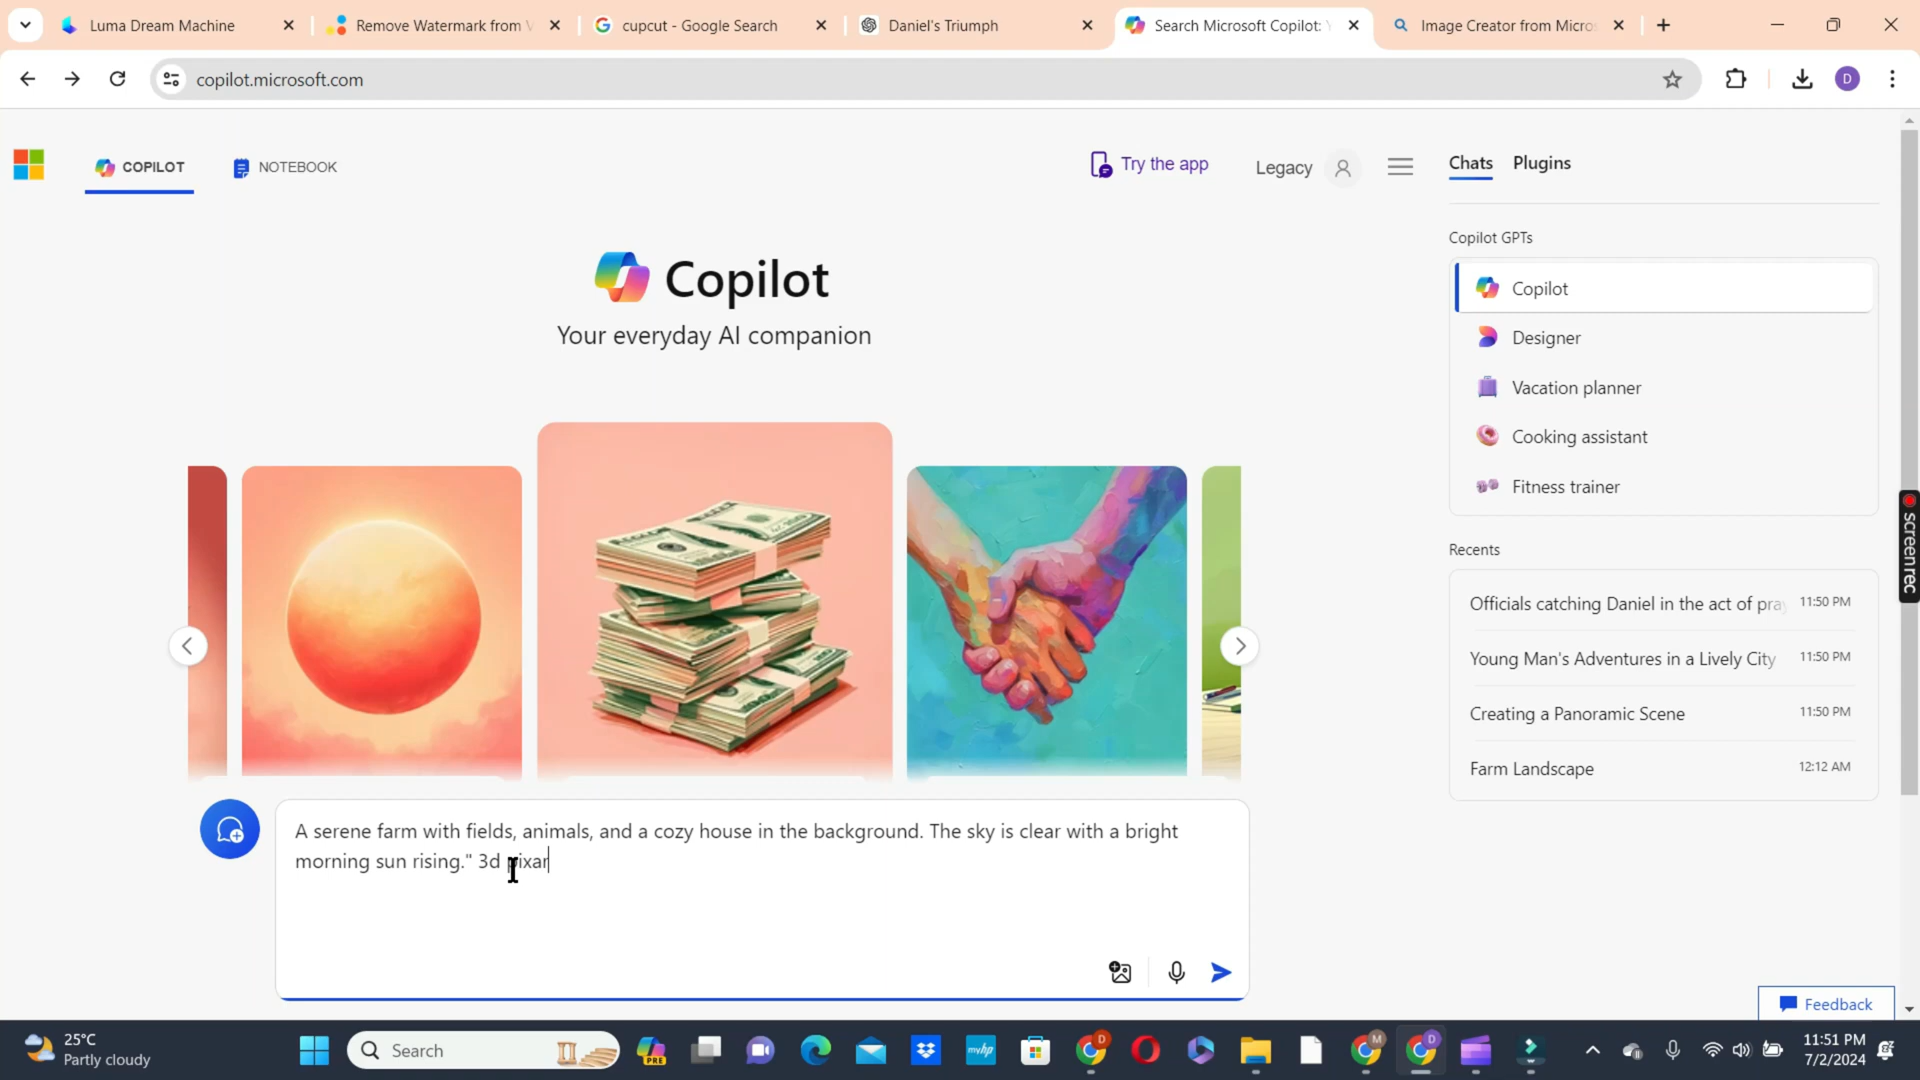 Luma Dream Machine
Remove Watermark from V
cupcut - Google Search
Daniel's Triumph
Search Microsoft Copilot: Y
Image Creator from Micros
copilot.microsoft.com
D
COPILOT
NOTEBOOK
Try the app
Legacy
Chats
Plugins
Copilot
Your everyday AI companion
Copilot GPTs
Copilot
Designer
Vacation planner
Cooking assistant
Fitness trainer
Recents
Officials catching Daniel in the act of pray 11:50 PM
Young Man's Adventures in a Lively City 11:50 PM
Creating a Panoramic Scene 11:50 PM
Farm Landscape 12:12 AM
A serene farm with fields, animals, and a cozy house in the background. The sky is clear with a bright
morning sun rising." 3d pixar
screenrec
Feedback
25°C
Partly cloudy
Search
PRE
myhp
D
M
D
11:51 PM
7/2/2024